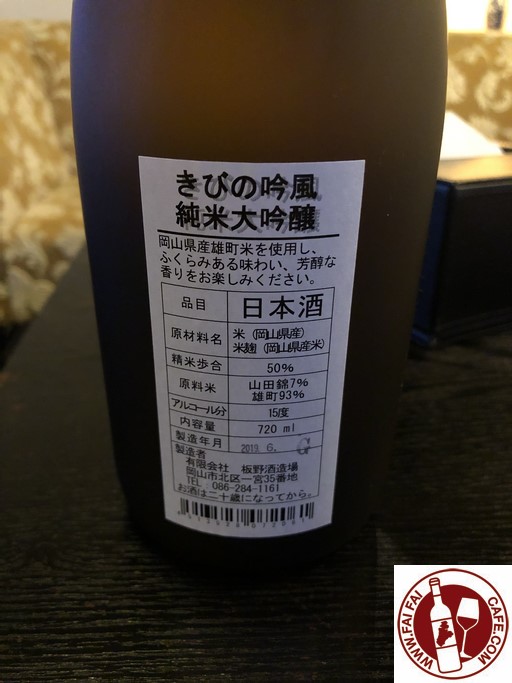 きびの吟風
純米大吟醸
岡山県産雄町米を使用し、
ふくらみある味わい、芳醇な
香りをお楽しみください。
品目 日本酒
原材料名 米（岡山県産）
米麹（岡山県産米）
精米歩合 50%
原料米 山田錦7%
雄町93%
アルコール分 15度
内容量 720 ml
製造年月 2019. 6. G
製造者
有限会社 板野酒造場
岡山市北区一宮35番地
TEL 086-284-1161
お酒は二十歳になってから。
WWW.FAIFAICAFE.COM